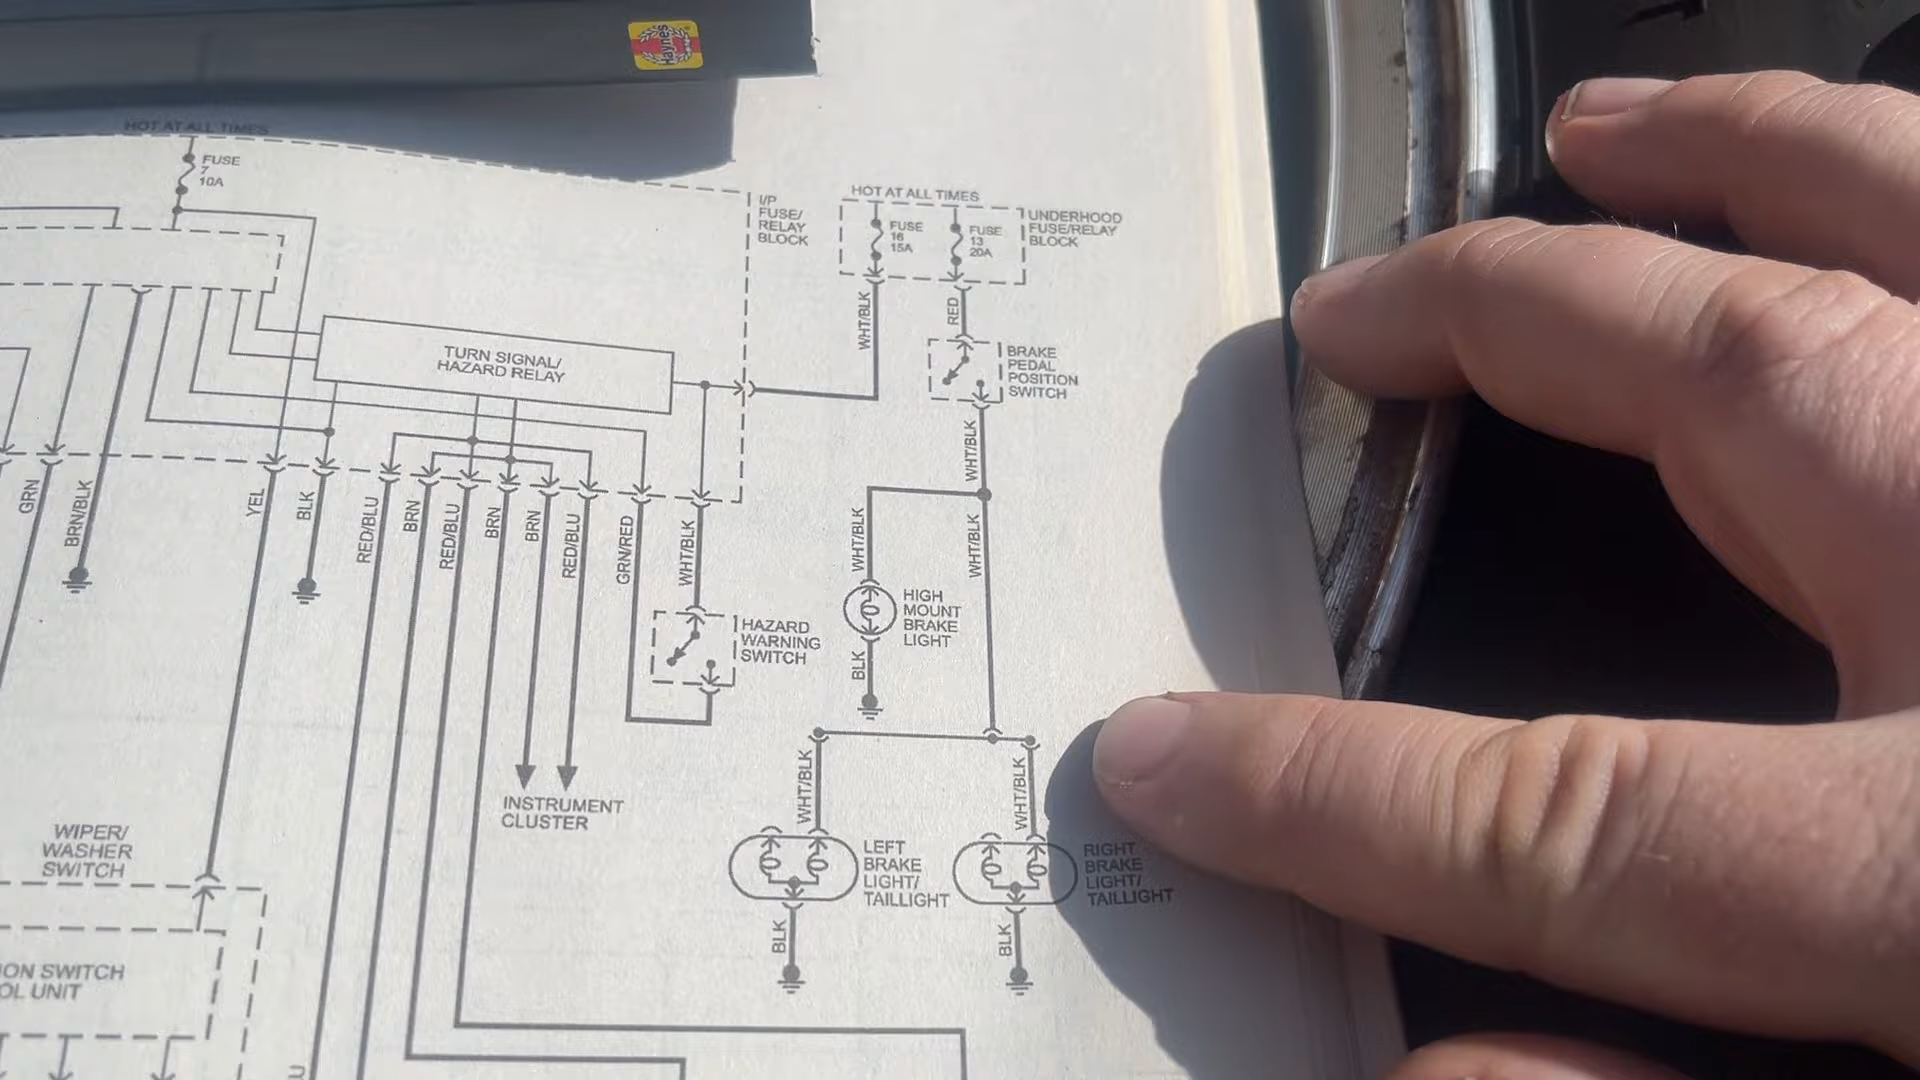 Haynes
HOT AT ALL TIMES
FUSE
7
10A
I/P
FUSE/
RELAY
BLOCK
HOT AT ALL TIMES
FUSE
16
15A
FUSE
13
20A
UNDERHOOD
FUSE/RELAY
BLOCK
WHT/BLK
RED
BRAKE
PEDAL
POSITION
SWITCH
TURN SIGNAL/
HAZARD RELAY
WHT/BLK
GRN
BRN/BLK
YEL
BLK
RED/BLU
BRN
RED/BLU
BRN
BRN
RED/BLU
GRN/RED
WHT/BLK
WHT/BLK
WHT/BLK
HIGH
MOUNT
BRAKE
LIGHT
HAZARD
WARNING
SWITCH
BLK
INSTRUMENT
CLUSTER
WHT/BLK
WHT/BLK
WIPER/
WASHER
SWITCH
LEFT
BRAKE
LIGHT/
TAILLIGHT
RIGHT
BRAKE
LIGHT/
TAILLIGHT
BLK
BLK
ION SWITCH
OL UNIT
U